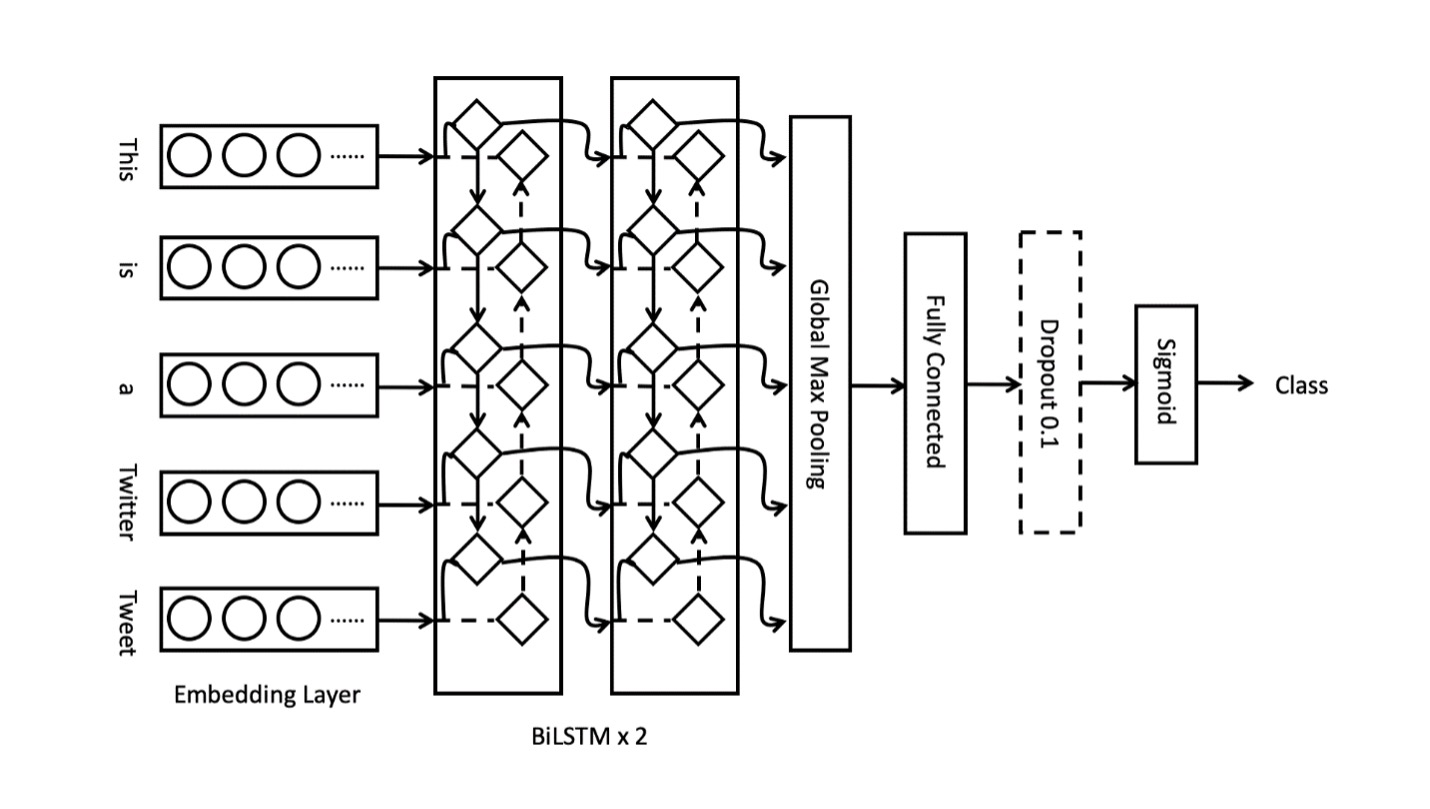 This
is
a
Twitter
Tweet
......
......
......
......
......
Embedding Layer
BiLSTM x 2
Global Max Pooling
Fully Connected
Dropout 0.1
Sigmoid
Class